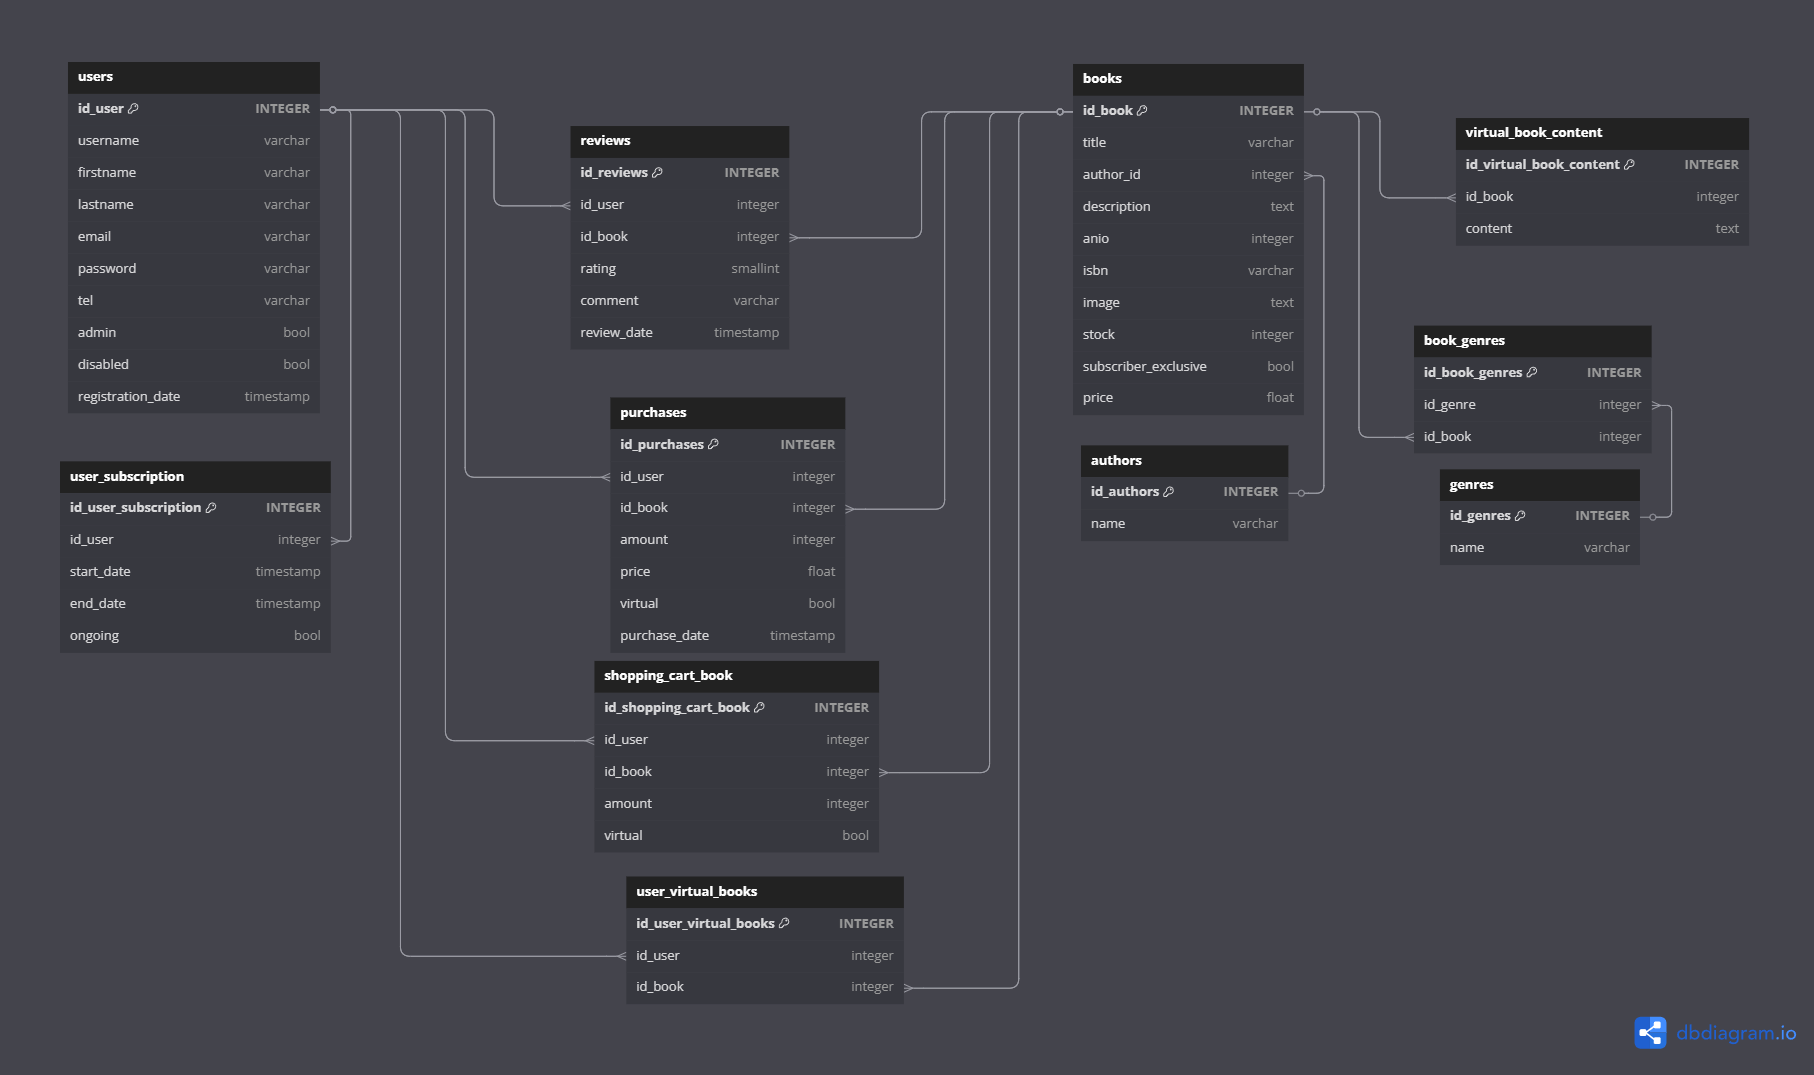 users
id_user INTEGER
username varchar
firstname varchar
lastname varchar
email varchar
password varchar
tel varchar
admin bool
disabled bool
registration_date timestamp
user_subscription
id_user_subscription INTEGER
id_user integer
start_date timestamp
end_date timestamp
ongoing bool
reviews
id_reviews INTEGER
id_user integer
id_book integer
rating smallint
comment varchar
review_date timestamp
purchases
id_purchases INTEGER
id_user integer
id_book integer
amount integer
price float
virtual bool
purchase_date timestamp
shopping_cart_book
id_shopping_cart_book INTEGER
id_user integer
id_book integer
amount integer
virtual bool
user_virtual_books
id_user_virtual_books INTEGER
id_user integer
id_book integer
books
id_book INTEGER
title varchar
author_id integer
description text
anio integer
isbn varchar
image text
stock integer
subscriber_exclusive bool
price float
authors
id_authors INTEGER
name varchar
virtual_book_content
id_virtual_book_content INTEGER
id_book integer
content text
book_genres
id_book_genres INTEGER
id_genre integer
id_book integer
genres
id_genres INTEGER
name varchar
dbdiagram.io